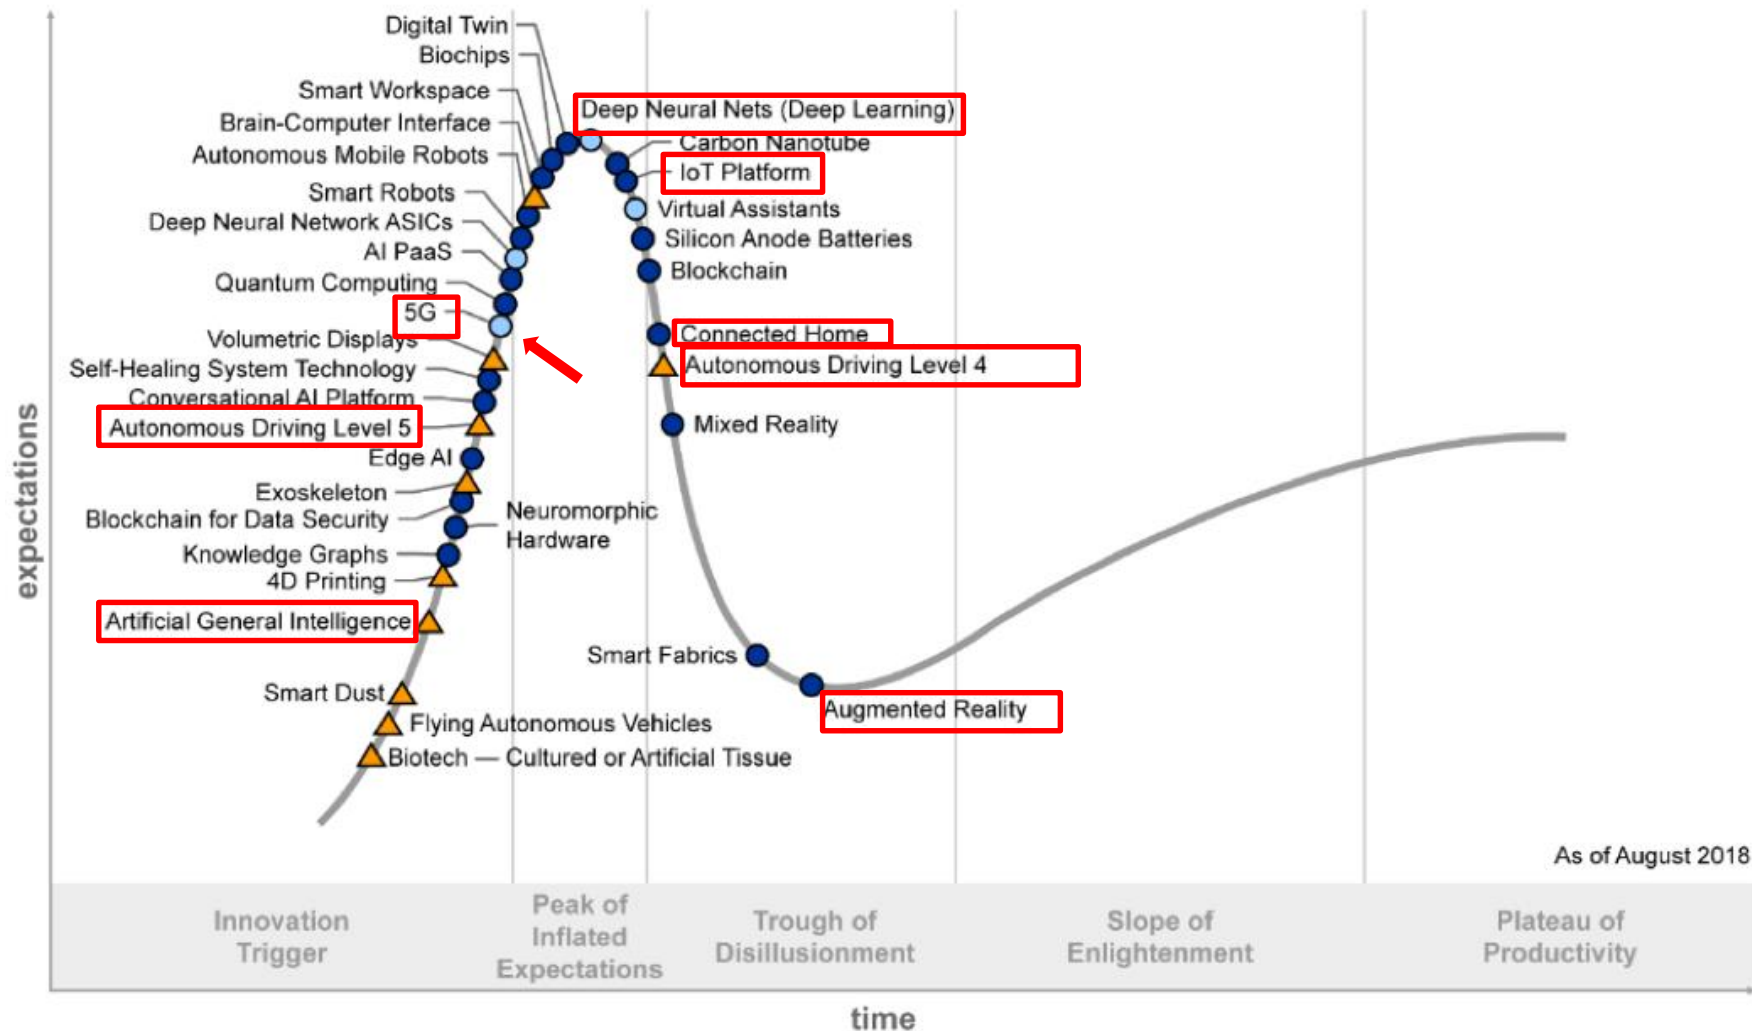 Digital Twin
Biochips
Smart Workspace
Brain-Computer Interface
Autonomous Mobile Robots
Smart Robots
Deep Neural Network ASICs
AI PaaS
Quantum Computing
5G
Volumetric Displays
Self-Healing System Technology
Conversational AI Platform
Autonomous Driving Level 5
Edge AI
Exoskeleton
Blockchain for Data Security
Neuromorphic
Hardware
Knowledge Graphs
4D Printing
Artificial General Intelligence
Smart Dust
Flying Autonomous Vehicles
Biotech — Cultured or Artificial Tissue
Deep Neural Nets (Deep Learning)
Carbon Nanotube
IoT Platform
Virtual Assistants
Silicon Anode Batteries
Blockchain
Connected Home
Autonomous Driving Level 4
Mixed Reality
Smart Fabrics
Augmented Reality
As of August 2018
expectations
Innovation
Trigger
Peak of
Inflated
Expectations
Trough of
Disillusionment
Slope of
Enlightenment
Plateau of
Productivity
time